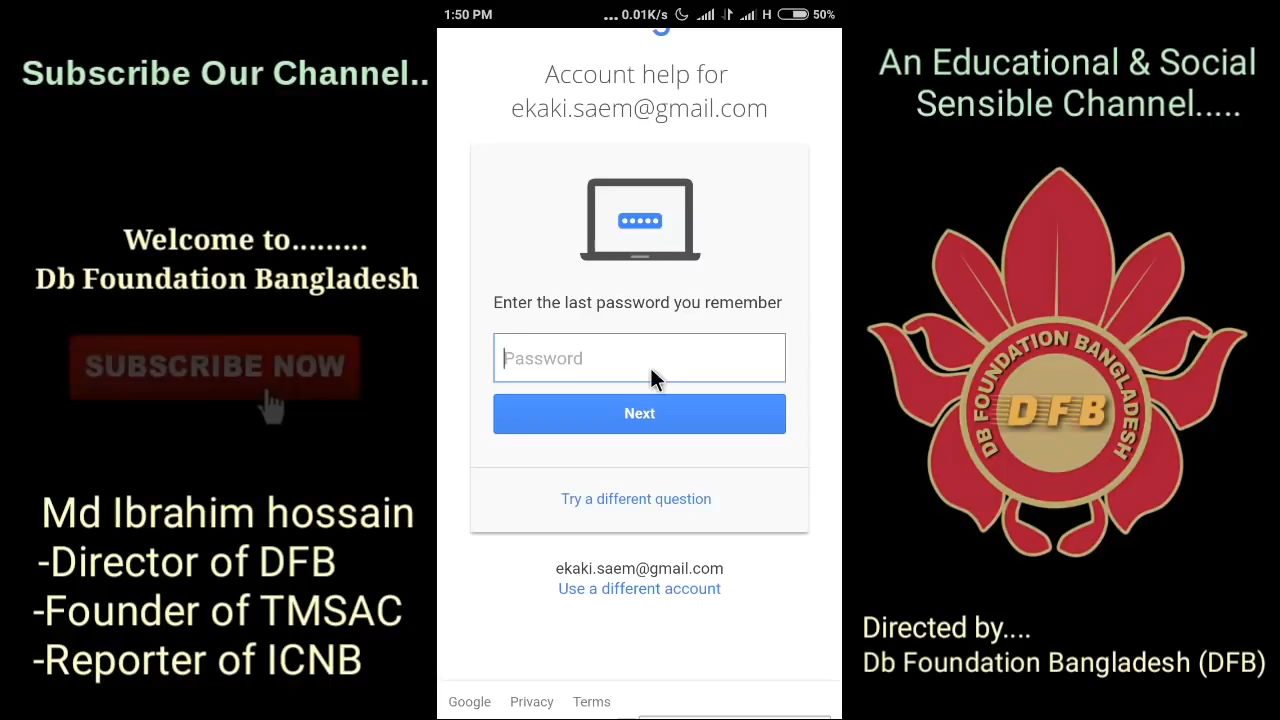 Subscribe Our Channel..
Welcome to.........
Db Foundation Bangladesh
SUBSCRIBE NOW
Md Ibrahim hossain
-Director of DFB
-Founder of TMSAC
-Reporter of ICNB
1:50 PM
... 0.01K/s
H
50%
Account help for
ekaki.saem@gmail.com
Enter the last password you remember
Password
Next
Try a different question
ekaki.saem@gmail.com
Use a different account
Google Privacy Terms
An Educational & Social
Sensible Channel.....
DB FOUNDATION BANGLADESH
DFB
Directed by....
Db Foundation Bangladesh (DFB)